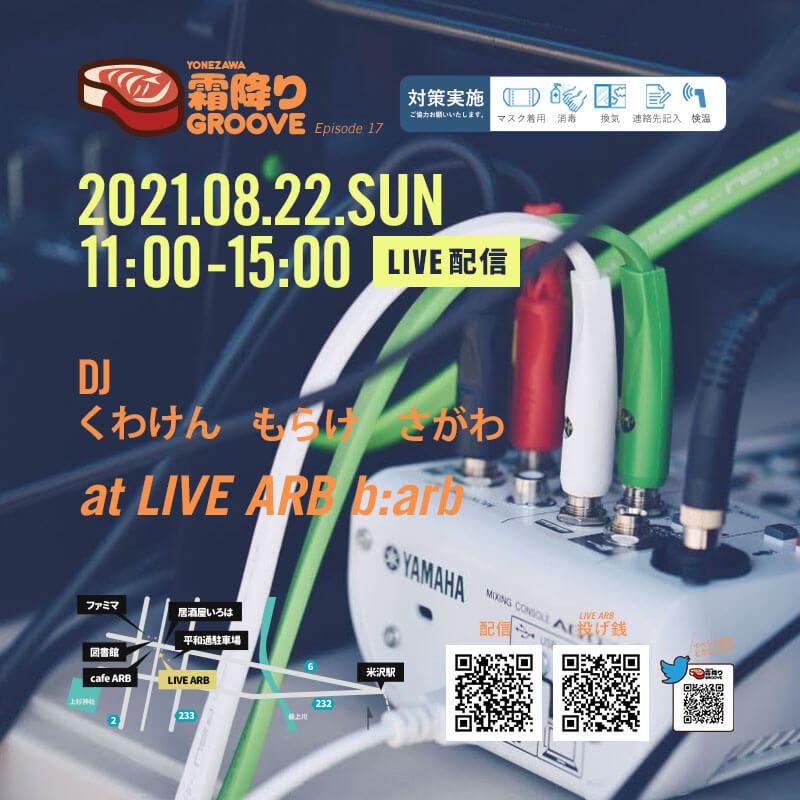 YONEZAWA
霜降り
GROOVE
Episode 17
対策実施
ご協力お願いいたします。
マスク着用
消毒
換気
連絡先記入
検温
2021.08.22.SUN
11:00-15:00
LIVE 配信
DJ
くわけん もらけ さがわ
at LIVE ARB b:arb
YAMAHA
MIXING CONSOLE
ファミマ
居酒屋いろは
図書館
平和通駐車場
cafe ARB
LIVE ARB
上杉神社
2
233
最上川
6
232
米沢駅
配信
LIVE ARB
投げ銭
霜降り
GROOVE